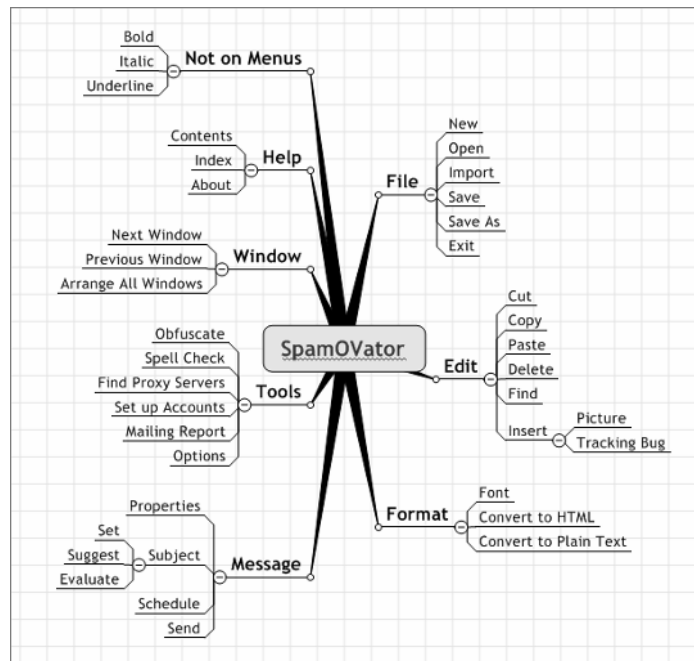 SpamOVator
Not on Menus
Bold
Italic
Underline
Help
Contents
Index
About
Window
Next Window
Previous Window
Arrange All Windows
Tools
Obfuscate
Spell Check
Find Proxy Servers
Set up Accounts
Mailing Report
Options
Message
Properties
Subject
Set
Suggest
Evaluate
Schedule
Send
File
New
Open
Import
Save
Save As
Exit
Edit
Cut
Copy
Paste
Delete
Find
Insert
Picture
Tracking Bug
Format
Font
Convert to HTML
Convert to Plain Text